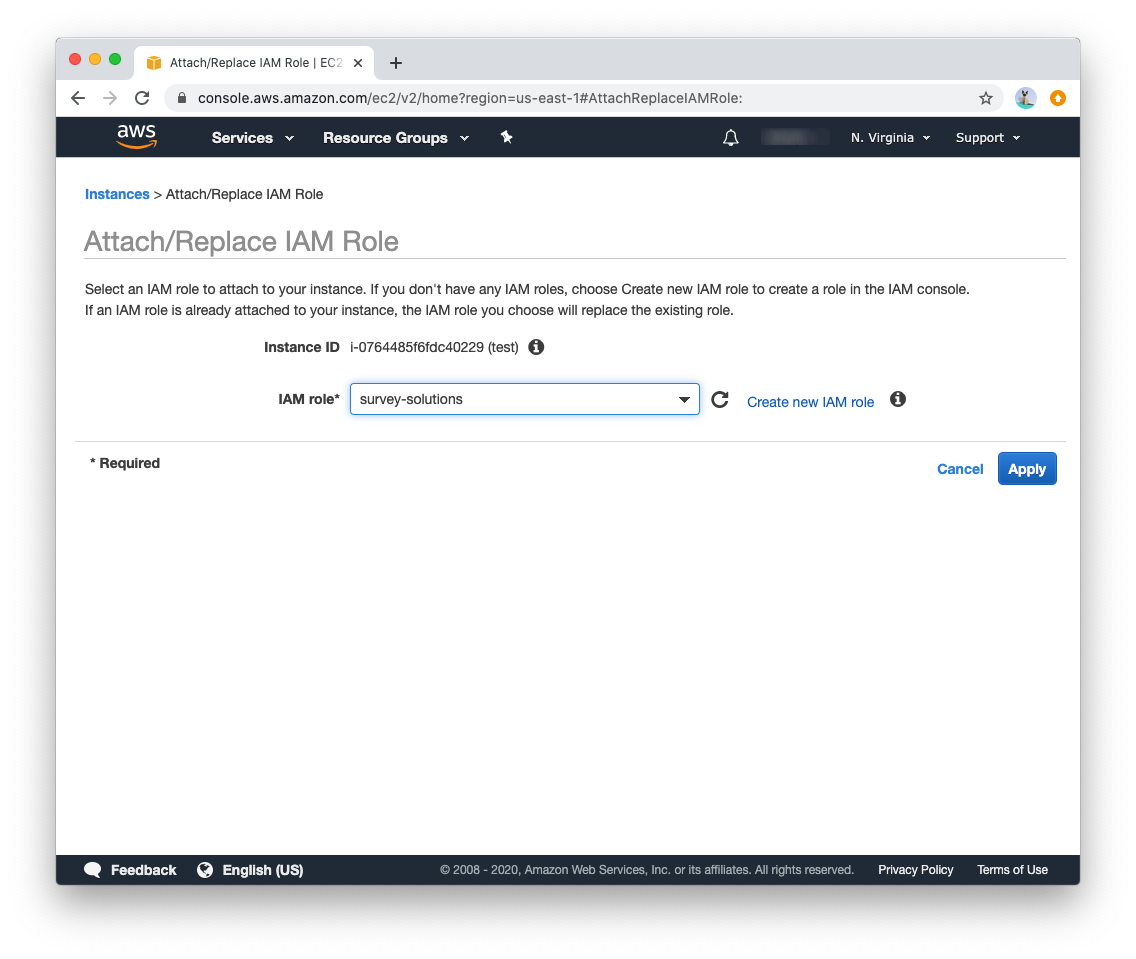 Attach/Replace IAM Role | EC2
console.aws.amazon.com/ec2/v2/home?region=us-east-1#AttachReplaceIAMRole:
aws Services Resource Groups N. Virginia Support
Instances > Attach/Replace IAM Role
Attach/Replace IAM Role
Select an IAM role to attach to your instance. If you don't have any IAM roles, choose Create new IAM role to create a role in the IAM console.
If an IAM role is already attached to your instance, the IAM role you choose will replace the existing role.
Instance ID i-0764485f6fdc40229 (test)
IAM role* survey-solutions Create new IAM role
* Required
Cancel Apply
Feedback English (US) © 2008 - 2020, Amazon Web Services, Inc. or its affiliates. All rights reserved. Privacy Policy Terms of Use